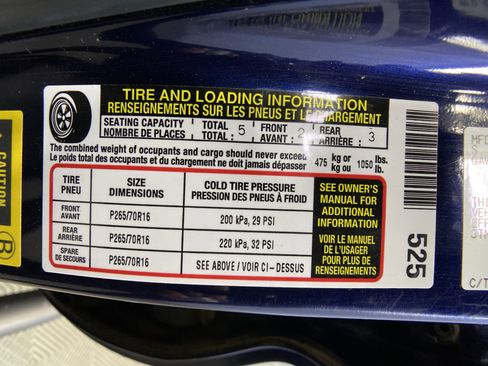 TIRE AND LOADING INFORMATION
RENSEIGNEMENTS SUR LES PNEUS ET LE CHARGEMENT
SEATING CAPACITY TOTAL 5 FRONT 2 REAR 3
NOMBRE DE PLACES TOTAL : AVANT : ARRIÈRE :
The combined weight of occupants and cargo should never exceed 475 kg or 1050 lbs.
Le poids total des occupants et du chargement ne doit jamais dépasser kg ou lb.
TIRE SIZE COLD TIRE PRESSURE
PNEU DIMENSIONS PRESSION DES PNEUS À FROID
FRONT
AVANT P265/70R16 200 kPa, 29 PSI
REAR
ARRIÈRE P265/70R16 220 kPa, 32 PSI
SPARE
DE SECOURS P265/70R16 SEE ABOVE / VOIR CI-DESSUS
SEE OWNER'S
MANUAL FOR
ADDITIONAL
INFORMATION
VOIR LE MANUEL
DE L'USAGER
POUR PLUS DE
RENSEIGNEMENTS
525
CAUTION
B
MFD
C/T